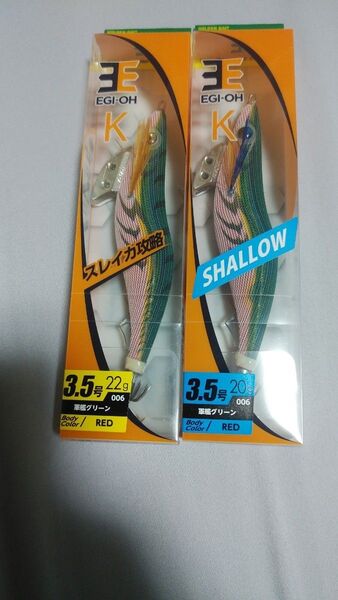 EGI-OH
K
スレイカ攻略
3.5号 22g
006
軍艦グリーン
Body Color/ RED
EGI-OH
K
SHALLOW
3.5号 20g
006
軍艦グリーン
Body Color/ RED